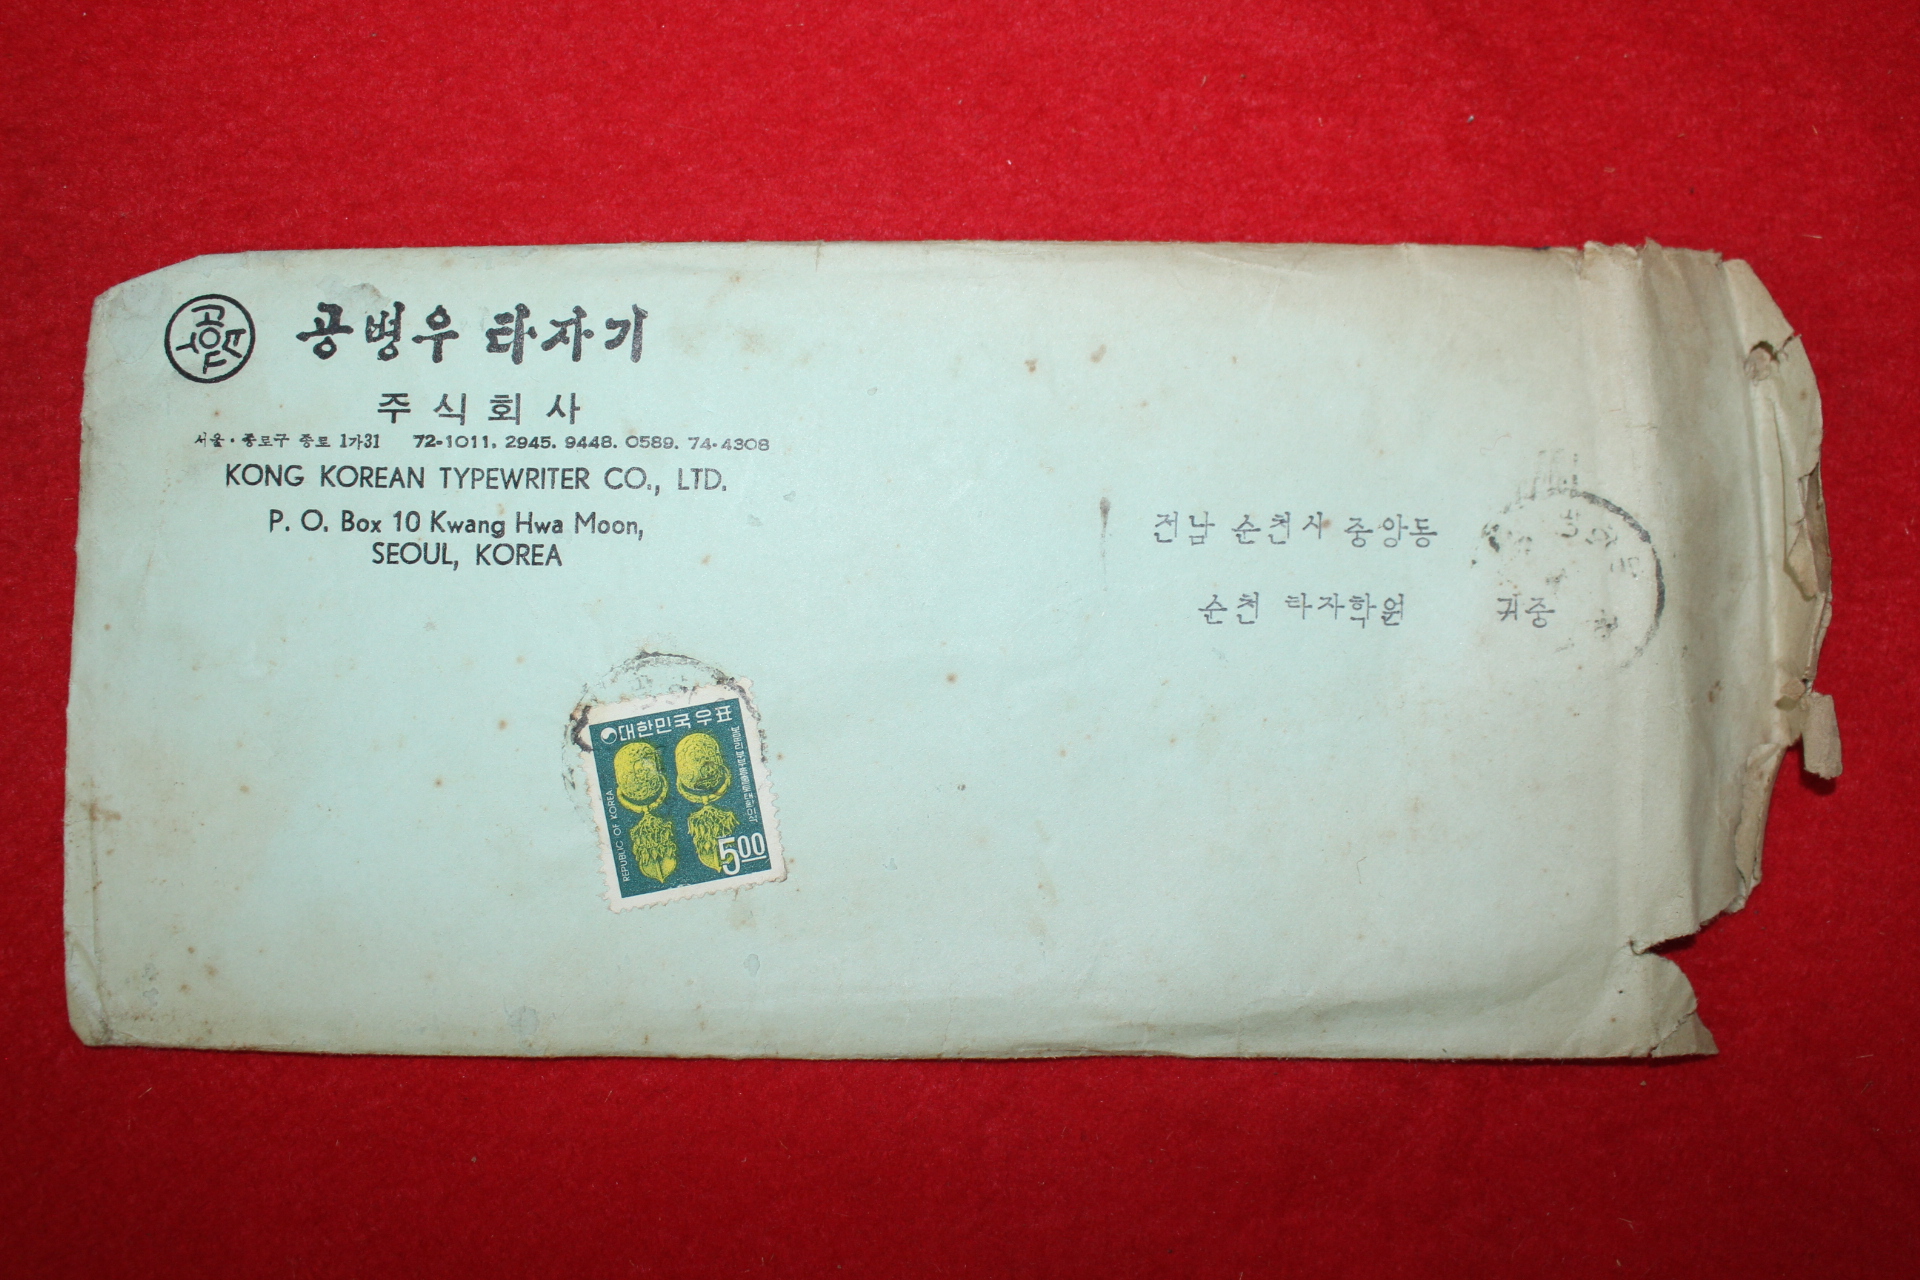 공병우 타자기
주식회사
서울·종로구 종로 1가31 72-1011, 2945. 9448. 0589. 74-4308
KONG KOREAN TYPEWRITER CO., LTD.
P. O. Box 10 Kwang Hwa Moon,
SEOUL, KOREA
전남 순천시 중앙동
순천 타자학원 귀중
대한민국우표
REPUBLIC OF KOREA
5 00